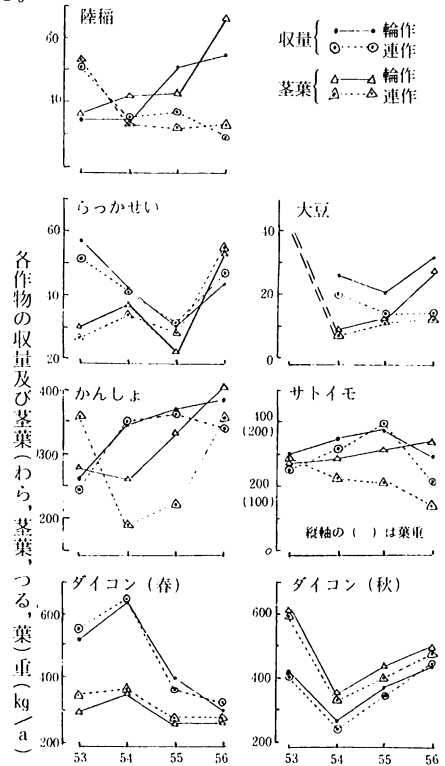 陸稲
収量 輪作
連作
茎葉 輪作
連作
60
40
らっかせい
60
40
20
大豆
40
20
0
かんしょ
400
300
200
サトイモ
400
(200)
200
(100)
0
縦軸の ( ) は葉重
ダイコン (春)
600
400
200
53 54 55 56
ダイコン (秋)
600
400
200
53 54 55 56
各作物の収量及び茎葉(わら,茎葉,つる,葉)重(kg/a)